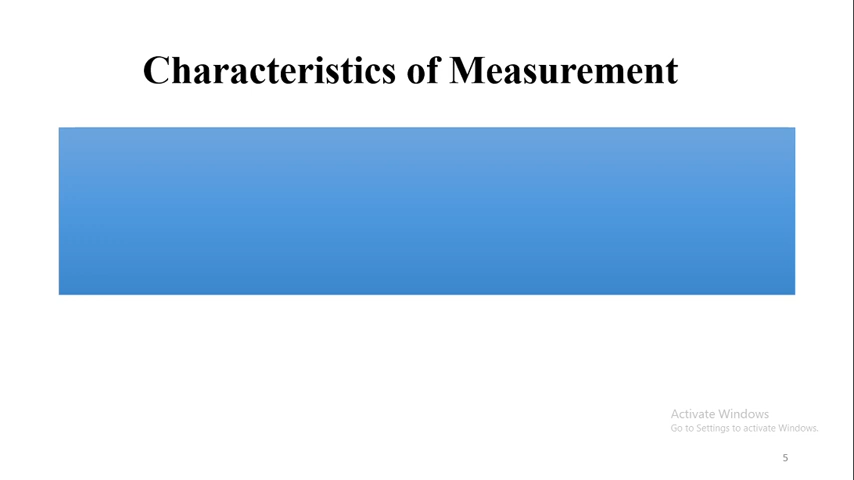 Characteristics of Measurement
Activate Windows
Go to Settings to activate Windows.
5